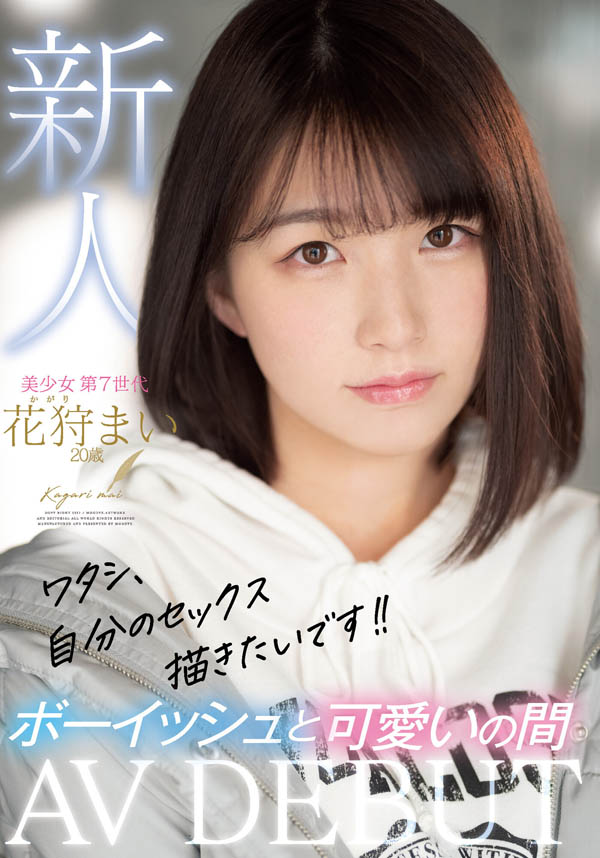 新人
美少女 第7世代
かがり
花狩まい
20歳
Kagari mai
ワタシ、
自分のセックス
描きたいです!!
ボーイッシュと可愛いの間。
AV DEBUT